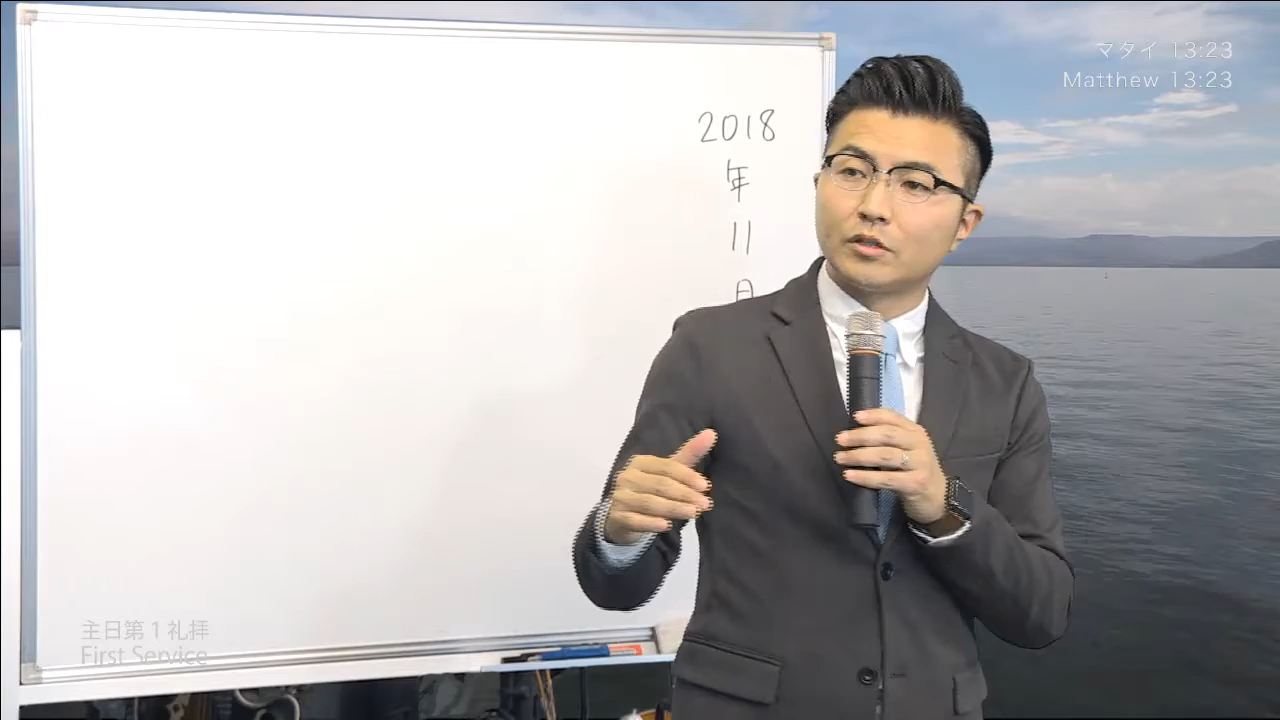 マタイ 13:23
Matthew 13:23
2018
年
11
月
主日第1礼拝
First Service